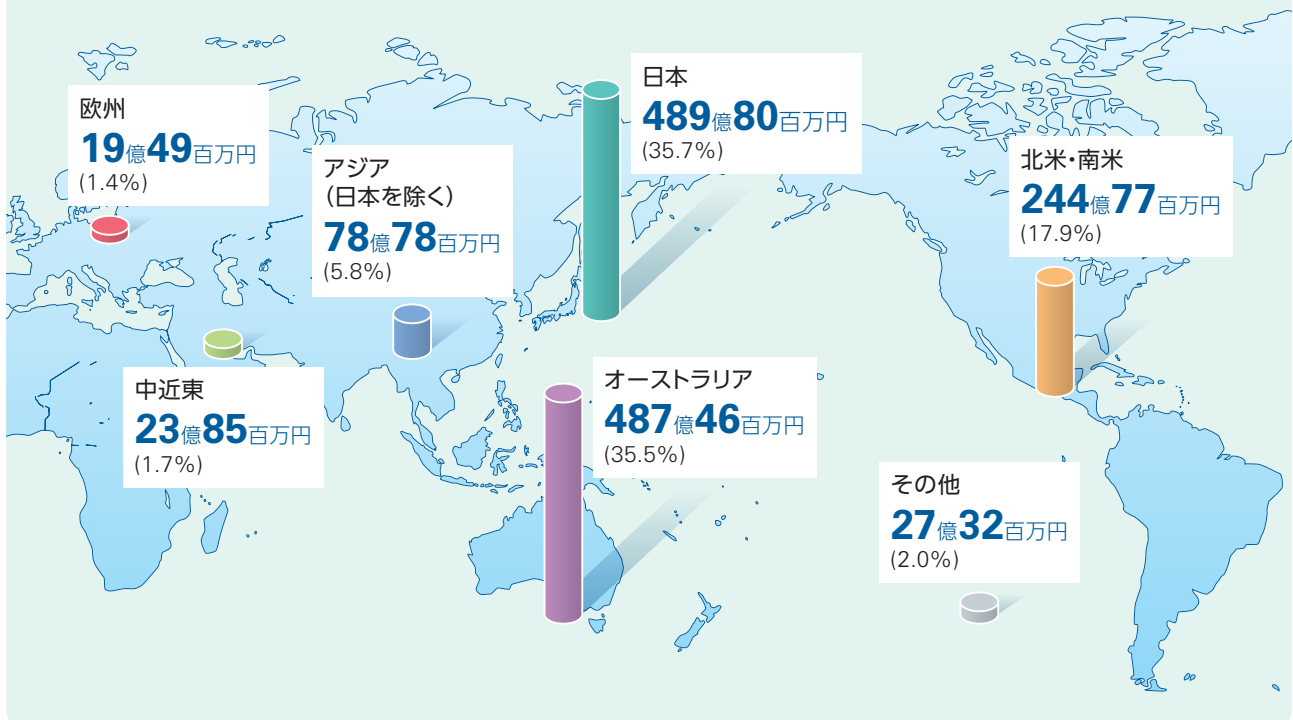 欧州
19億49百万円
(1.4%)
アジア
(日本を除く)
78億78百万円
(5.8%)
日本
489億80百万円
(35.7%)
北米・南米
244億77百万円
(17.9%)
中近東
23億85百万円
(1.7%)
オーストラリア
487億46百万円
(35.5%)
その他
27億32百万円
(2.0%)